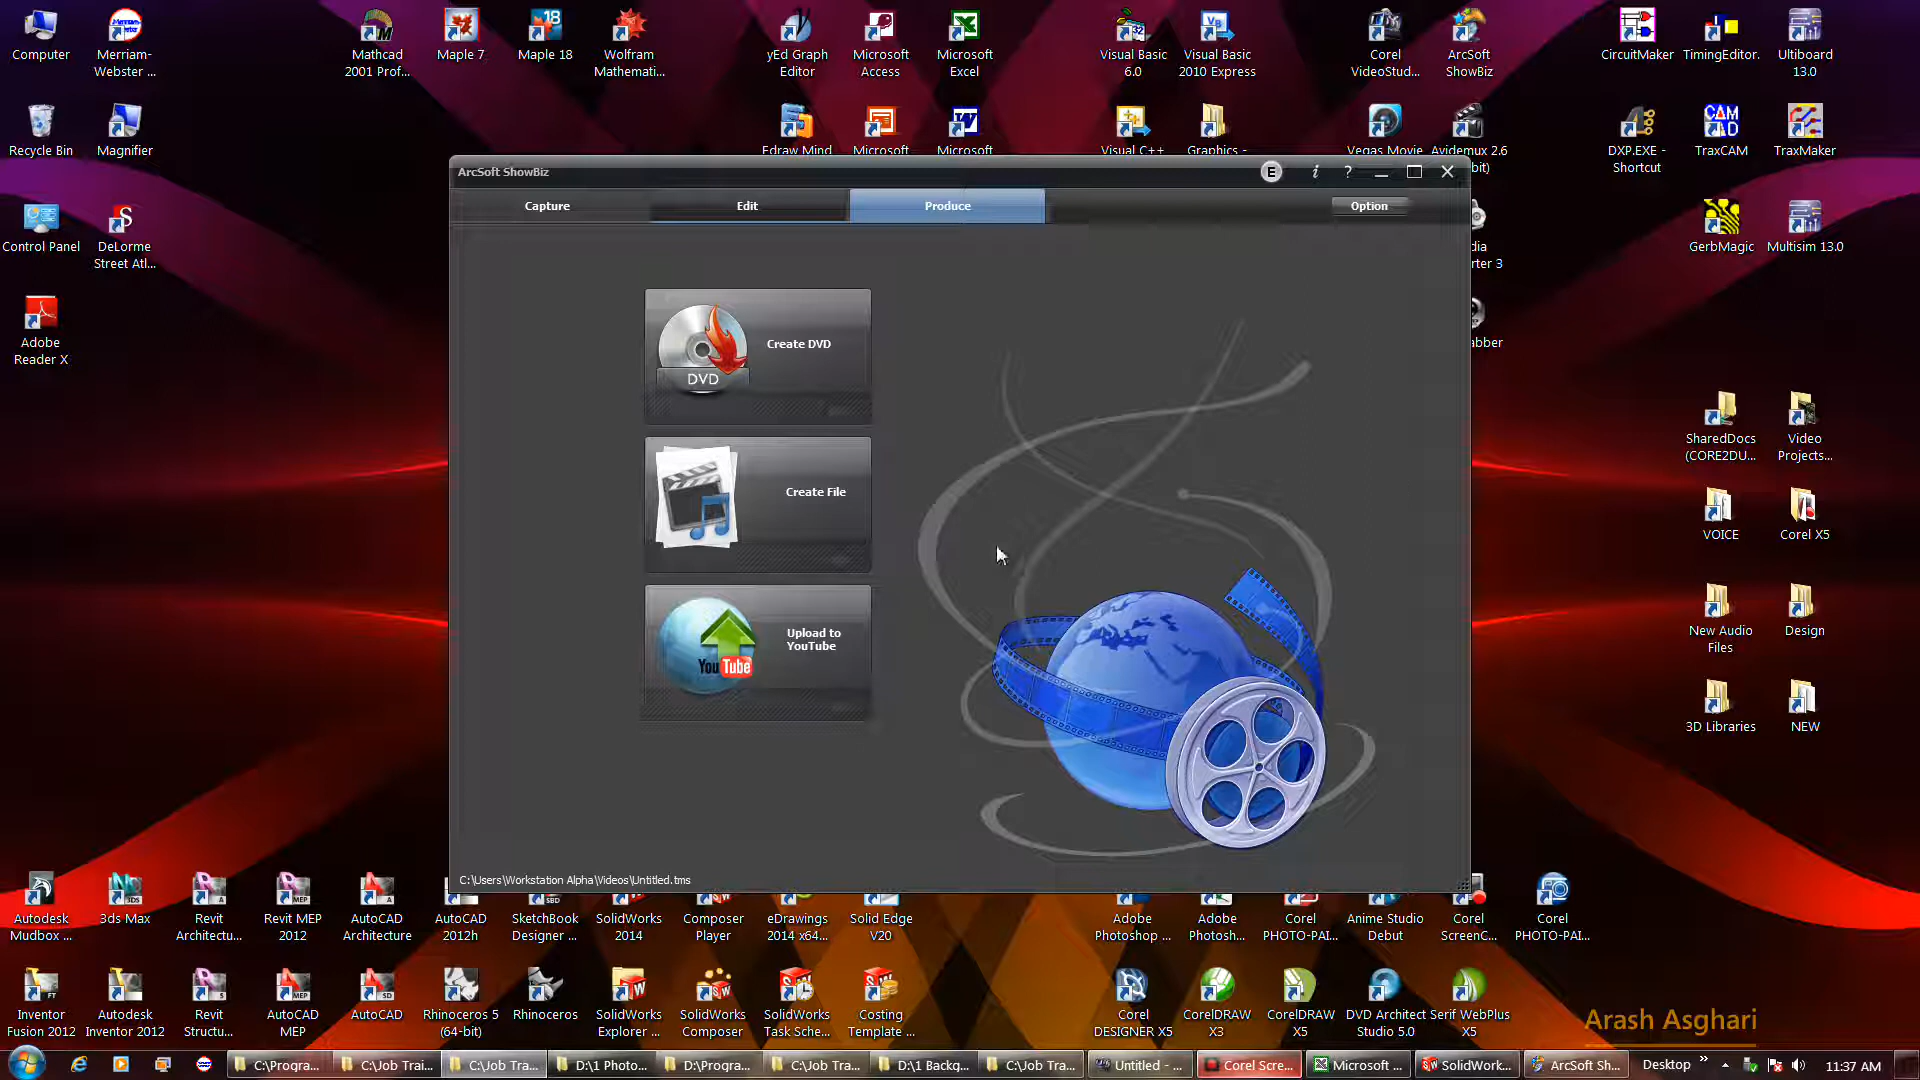 Computer
Merriam-
Webster ...
Mathcad
2001 Prof...
Maple 7
Maple 18
Wolfram
Mathemati...
yEd Graph
Editor
Microsoft
Access
Microsoft
Excel
Visual Basic
6.0
Visual Basic
2010 Express
Corel
VideoStud...
ArcSoft
ShowBiz
CircuitMaker
TimingEditor.
Ultiboard
13.0
Recycle Bin
Magnifier
Edraw Mind
Microsoft
Microsoft
Visual C++
Graphics -
Vegas Movie
Avidemux 2.6
bit)
DXP.EXE -
Shortcut
TraxCAM
TraxMaker
ArcSoft ShowBiz
E
i
?
Capture
Edit
Produce
Option
Control Panel
DeLorme
Street Atl...
dia
rter 3
GerbMagic
Multisim 13.0
Adobe
Reader X
abber
Create DVD
DVD
Create File
Upload to
YouTube
YouTube
SharedDocs
(CORE2DU...
Video
Projects...
VOICE
Corel X5
New Audio
Files
Design
3D Libraries
NEW
C:\Users\Workstation Alpha\Videos\Untitled.tms
Autodesk
Mudbox ...
3ds Max
Revit
Architectu...
Revit MEP
2012
AutoCAD
Architecture
AutoCAD
2012h
SketchBook
Designer ...
SolidWorks
2014
Composer
Player
eDrawings
2014 x64...
Solid Edge
V20
Adobe
Photoshop ...
Adobe
Photosh...
Corel
PHOTO-PAI...
Anime Studio
Debut
Corel
ScreenC...
Corel
PHOTO-PAI...
Inventor
Fusion 2012
Autodesk
Inventor 2012
Revit
Structu...
AutoCAD
MEP
AutoCAD
Rhinoceros 5
(64-bit)
Rhinoceros
SolidWorks
Explorer ...
SolidWorks
Composer
SolidWorks
Task Sche...
Costing
Template ...
Corel
DESIGNER X5
CorelDRAW
X3
CorelDRAW
X5
DVD Architect
Studio 5.0
Serif WebPlus
X5
Arash Asghari
C:\Progra...
C:\Job Trai...
C:\Job Tra...
D:\1 Photo...
D:\Progra...
C:\Job Tra...
D:\1 Backg...
C:\Job Tra...
Untitled - ...
Corel Scre...
Microsoft ...
SolidWork...
ArcSoft Sh...
Desktop
11:37 AM